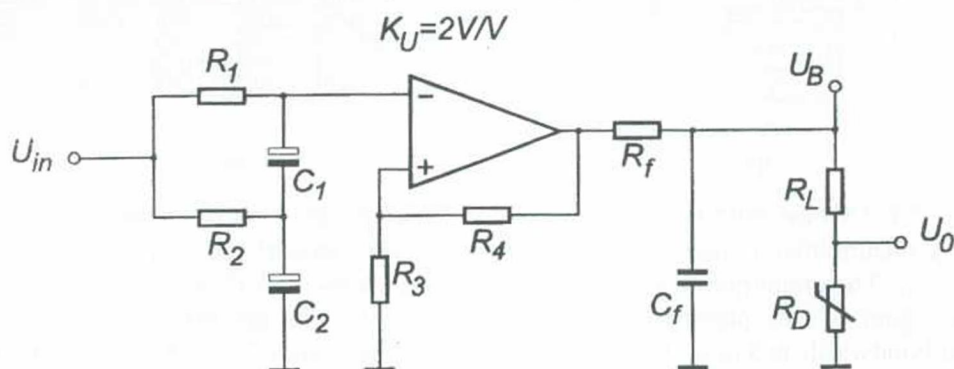 K_U=2V/V
R_1
U_B
U_in
C_1
R_f
R_L
R_2
R_4
U_0
R_3
C_2
C_f
R_D